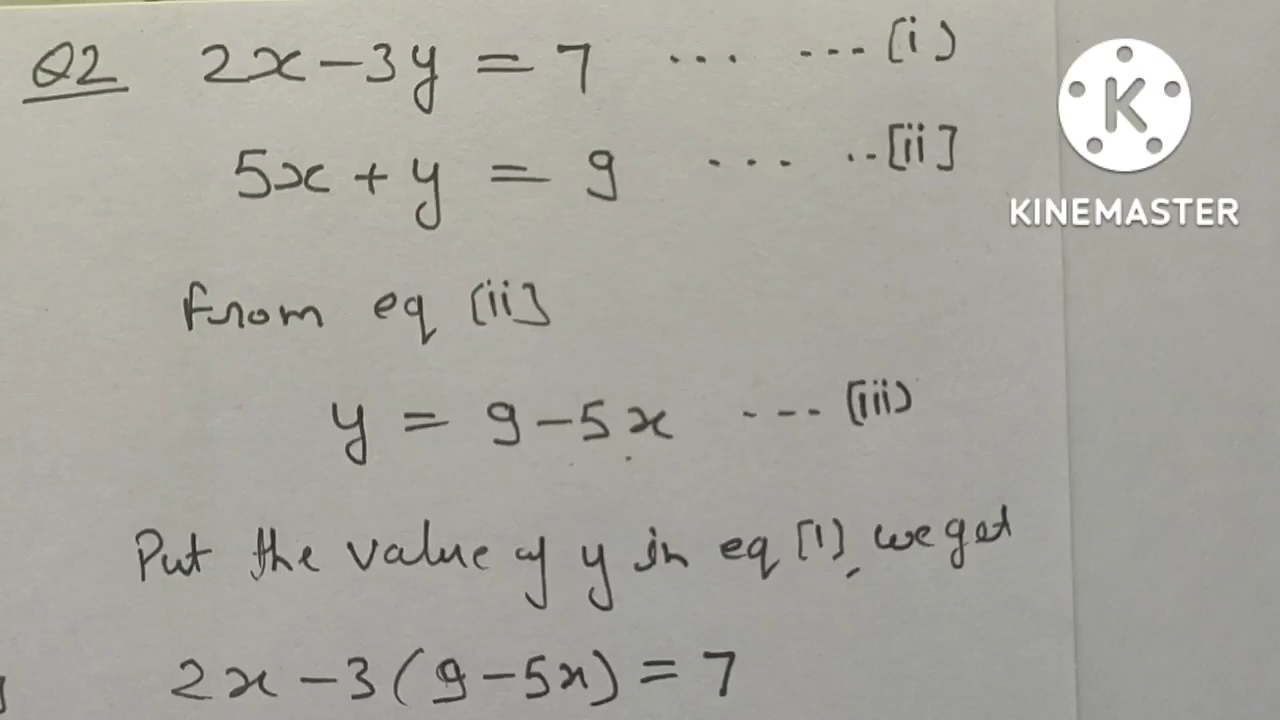 Q2 2x - 3y = 7 ... --- (i)
5x + y = 9 ... ..- [ii]
KINEMASTER
From eq [ii]
y = 9 - 5x --- (iii)
Put the value of y in eq [1], we get
2x - 3(9 - 5x) = 7